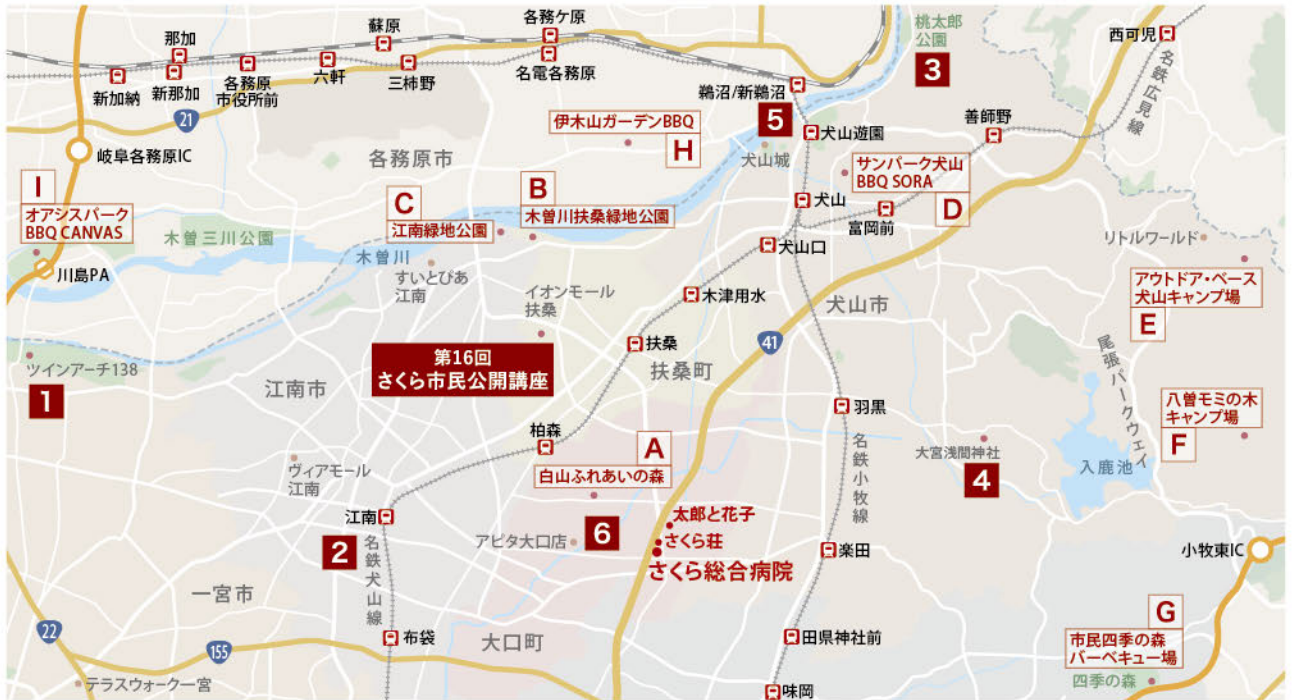 桃太郎
公園
3
西可児
名鉄広見線
各務ケ原
蘇原
那加
新加納
新那加
各務原
市役所前
六軒
三柿野
名電各務原
21
鵜沼/新鵜沼
5
善師野
伊木山ガーデンBBQ
H
犬山遊園
犬山城
岐阜各務原IC
各務原市
サンパーク犬山
BBQ SORA
D
I
オアシスパーク
BBQ CANVAS
C
江南緑地公園
B
木曽川扶桑緑地公園
犬山
富岡前
木曽三川公園
木曽川
すいとぴあ
江南
犬山口
リトルワールド
川島PA
イオンモール
扶桑
木津用水
犬山市
アウトドア・ベース
犬山キャンプ場
E
ツインアーチ138
1
江南市
第16回
さくら市民公開講座
扶桑
扶桑町
41
尾張パークウェイ
羽黒
八曽モミの木
キャンプ場
F
柏森
A
白山ふれあいの森
名鉄小牧線
大宮浅間神社
4
入鹿池
ヴィアモール
江南
江南
2
名鉄犬山線
アピタ大口店
6
太郎と花子
さくら荘
さくら総合病院
楽田
小牧東IC
一宮市
22
155
布袋
大口町
田県神社前
G
市民四季の森
バーベキュー場
四季の森
テラスウォーク一宮
味岡